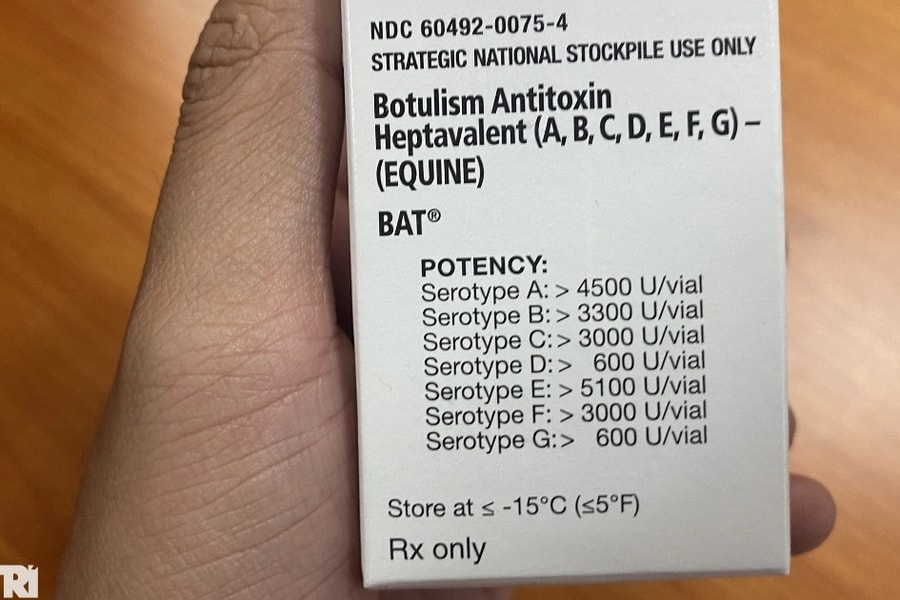 NDC 60492-0075-4
STRATEGIC NATIONAL STOCKPILE USE ONLY
Botulism Antitoxin
Heptavalent (A, B, C, D, E, F, G) –
(EQUINE)
BAT®
POTENCY:
Serotype A: > 4500 U/vial
Serotype B: > 3300 U/vial
Serotype C: > 3000 U/vial
Serotype D: > 600 U/vial
Serotype E: > 5100 U/vial
Serotype F: > 3000 U/vial
Serotype G: > 600 U/vial
Store at ≤ -15°C (≤5°F)
Rx only